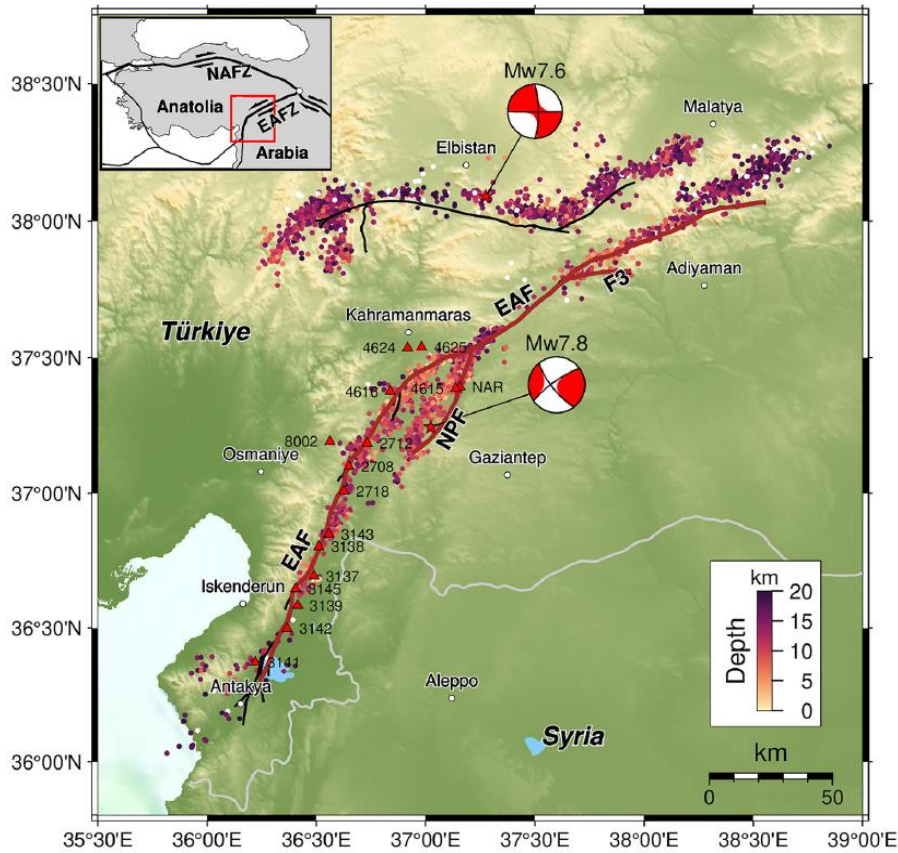 NAFZ
Anatolia
EAFZ
Arabia
Mw7.6
Malatya
Elbistan
Adiyaman
F3
EAF
Kahramanmaras
Türkiye
4624
4625
Mw7.8
4616
4615
NAR
NPF
8002
2712
Osmaniye
2708
Gaziantep
2718
3143
EAF
3138
3137
Iskenderun
3145
3139
3142
3141
Antakya
Aleppo
Syria
km
20
15
10
5
0
Depth
km
0
50
38°30'N
38°00'N
37°30'N
37°00'N
36°30'N
36°00'N
35°30'E
36°00'E
36°30'E
37°00'E
37°30'E
38°00'E
38°30'E
39°00'E